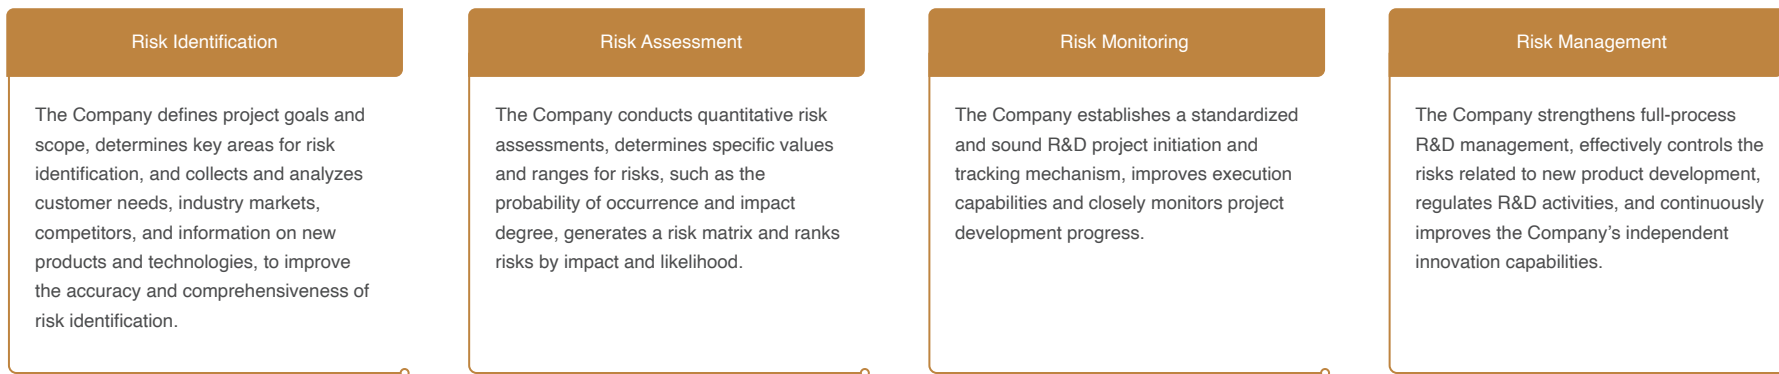 Risk Identification
The Company defines project goals and
scope, determines key areas for risk
identification, and collects and analyzes
customer needs, industry markets,
competitors, and information on new
products and technologies, to improve
the accuracy and comprehensiveness of
risk identification.
Risk Assessment
The Company conducts quantitative risk
assessments, determines specific values
and ranges for risks, such as the
probability of occurrence and impact
degree, generates a risk matrix and ranks
risks by impact and likelihood.
Risk Monitoring
The Company establishes a standardized
and sound R&D project initiation and
tracking mechanism, improves execution
capabilities and closely monitors project
development progress.
Risk Management
The Company strengthens full-process
R&D management, effectively controls the
risks related to new product development,
regulates R&D activities, and continuously
improves the Company’s independent
innovation capabilities.